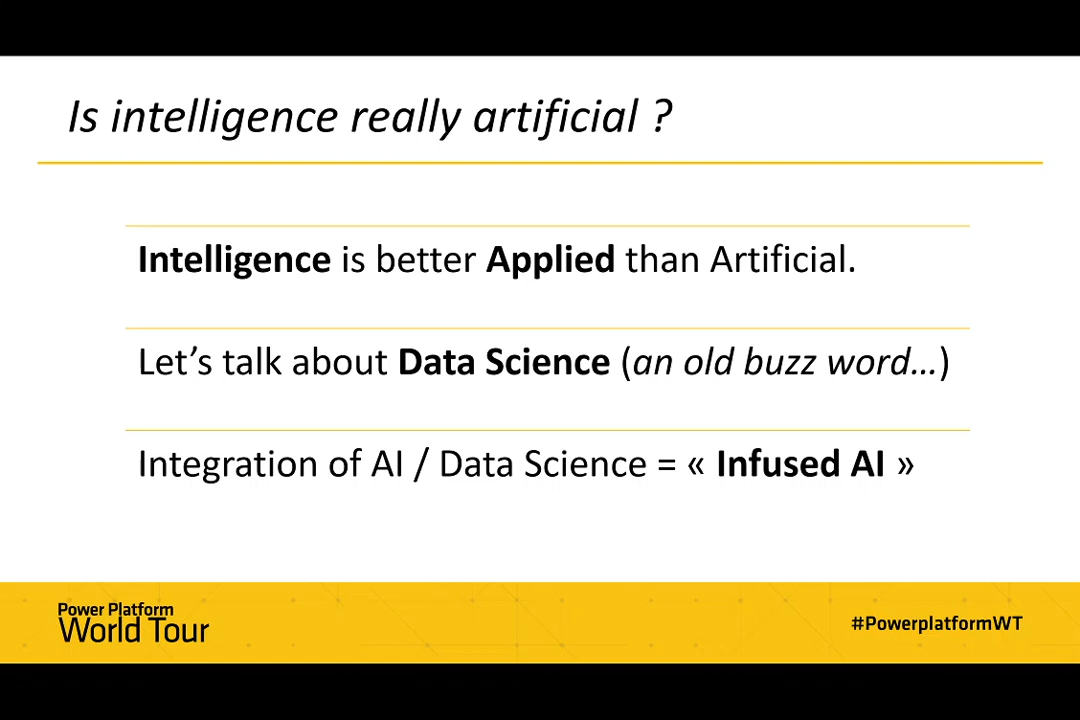 Is intelligence really artificial ?
Intelligence is better Applied than Artificial.
Let’s talk about Data Science (an old buzz word…)
Integration of AI / Data Science = « Infused AI »
Power Platform
World Tour
#PowerplatformWT